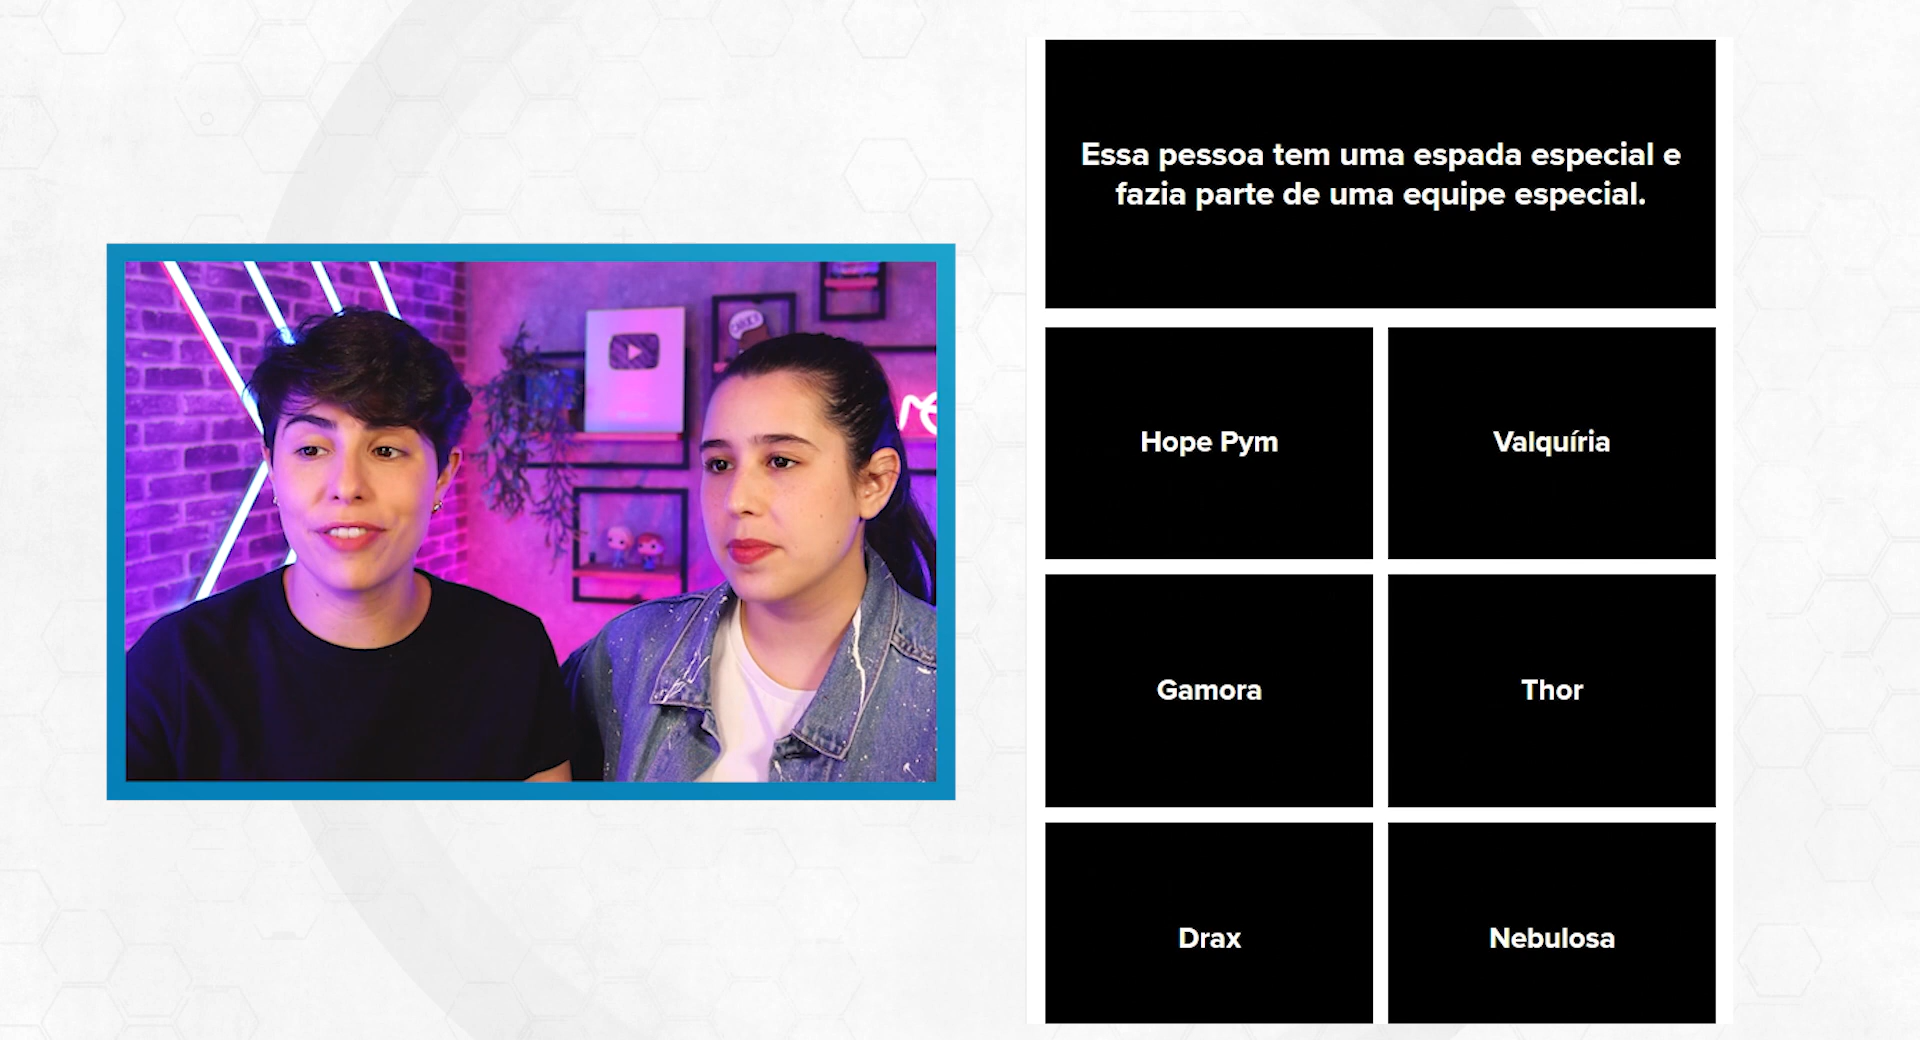 Essa pessoa tem uma espada especial e
fazia parte de uma equipe especial.
Hope Pym
Valquíria
Gamora
Thor
Drax
Nebulosa